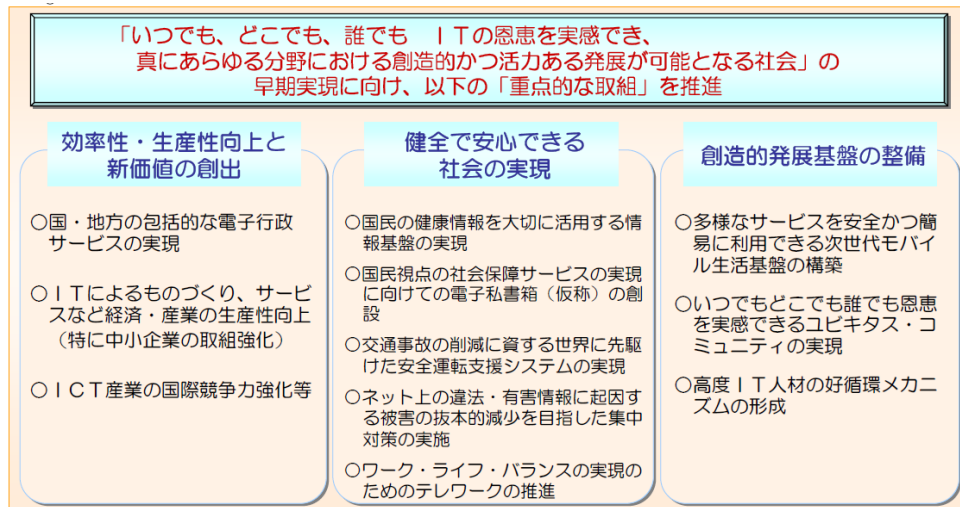 「いつでも、どこでも、誰でも　ＩＴの恩恵を実感でき、
真にあらゆる分野における創造的かつ活力ある発展が可能となる社会」の
早期実現に向け、以下の「重点的な取組」を推進
効率性・生産性向上と
新価値の創出
○国・地方の包括的な電子行政
サービスの実現
○ＩＴによるものづくり、サービ
スなど経済・産業の生産性向上
（特に中小企業の取組強化）
○ＩＣＴ産業の国際競争力強化等
健全で安心できる
社会の実現
○国民の健康情報を大切に活用する情
報基盤の実現
○国民視点の社会保障サービスの実現
に向けての電子私書箱（仮称）の創
設
○交通事故の削減に資する世界に先駆
けた安全運転支援システムの実現
○ネット上の違法・有害情報に起因す
る被害の抜本的減少を目指した集中
対策の実施
○ワーク・ライフ・バランスの実現の
ためのテレワークの推進
創造的発展基盤の整備
○多様なサービスを安全かつ簡
易に利用できる次世代モバイ
ル生活基盤の構築
○いつでもどこでも誰でも恩恵
を実感できるユビキタス・コ
ミュニティの実現
○高度ＩＴ人材の好循環メカニ
ズムの形成